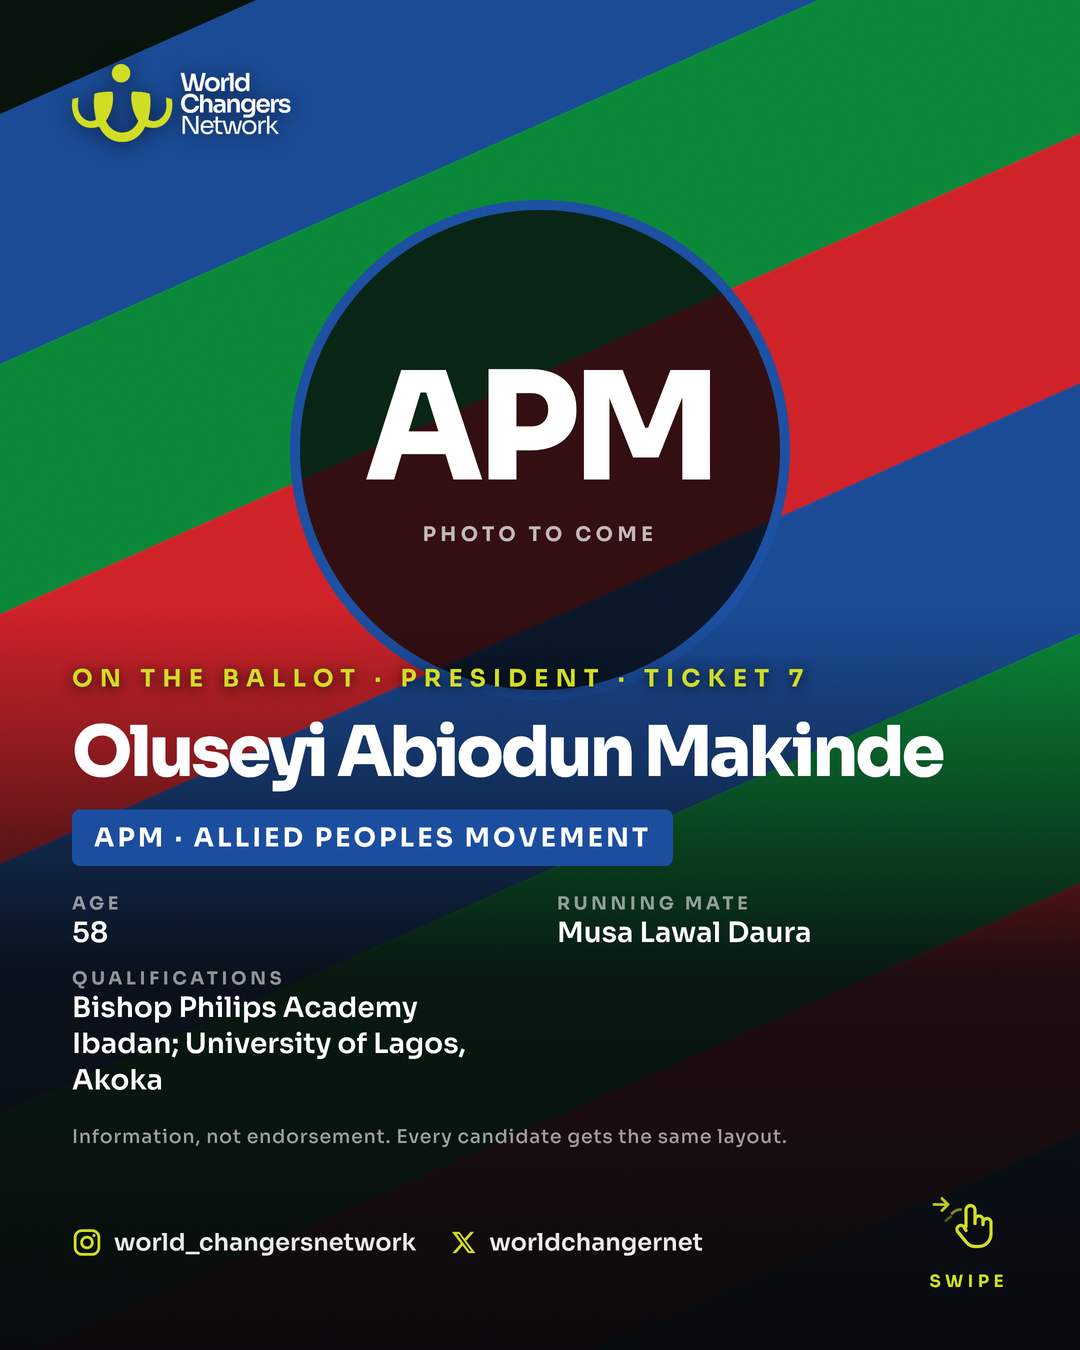 World
Changers
Network
APM
PHOTO TO COME
ON THE BALLOT · PRESIDENT · TICKET 7
Oluseyi Abiodun Makinde
APM · ALLIED PEOPLES MOVEMENT
AGE
58
RUNNING MATE
Musa Lawal Daura
QUALIFICATIONS
Bishop Philips Academy
Ibadan; University of Lagos,
Akoka
Information, not endorsement. Every candidate gets the same layout.
world_changersnetwork
worldchangernet
SWIPE